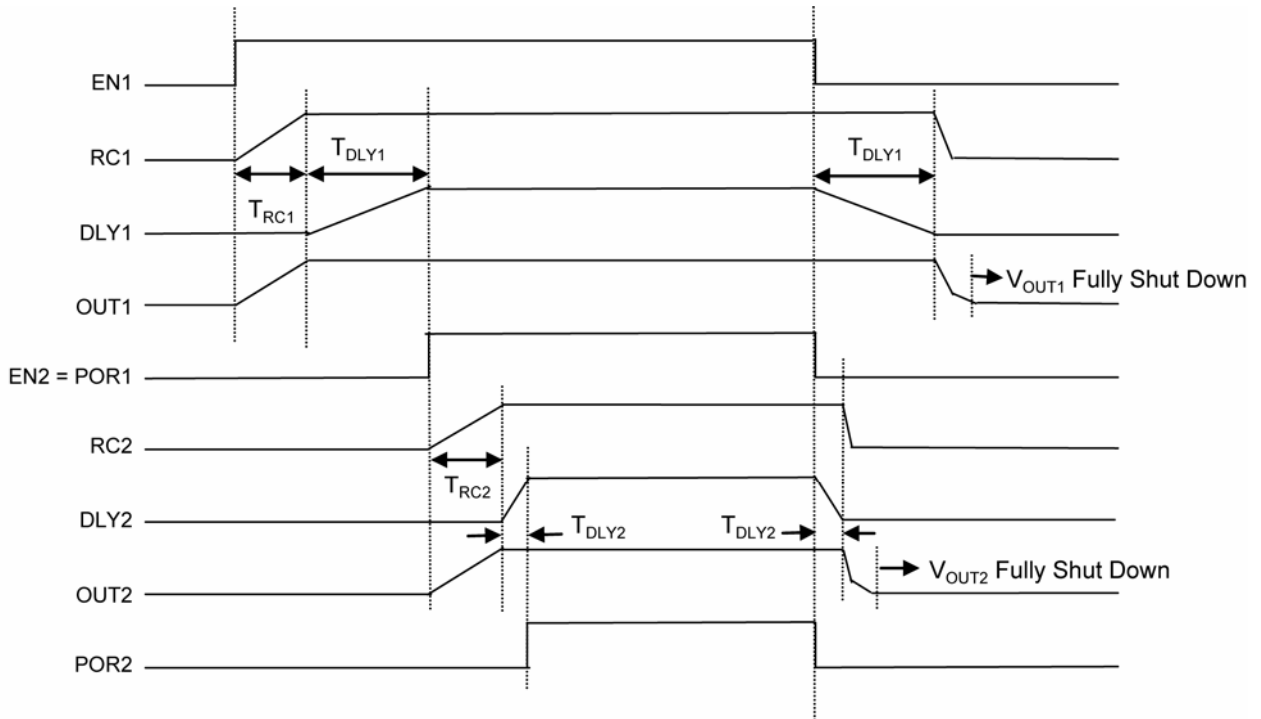 EN1
RC1
T_DLY1
T_DLY1
T_RC1
DLY1
V_OUT1 Fully Shut Down
OUT1
EN2 = POR1
RC2
T_RC2
DLY2
T_DLY2
T_DLY2
V_OUT2 Fully Shut Down
OUT2
POR2